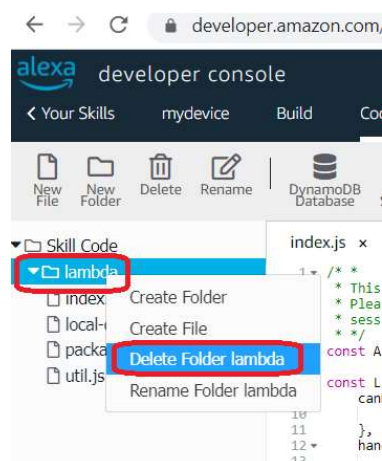 developer.amazon.com/
alexa developer console
Your Skills mydevice Build Co
New File New Folder Delete Rename DynamoDB Database
Skill Code
lambda
index.
local-
packa
util.js
Create Folder
Create File
Delete Folder lambda
Rename Folder lambda
index.js ×
1 /* *
* This
* Plea
* sess
* */
const A
const L
can
10
11 },
12 han
13